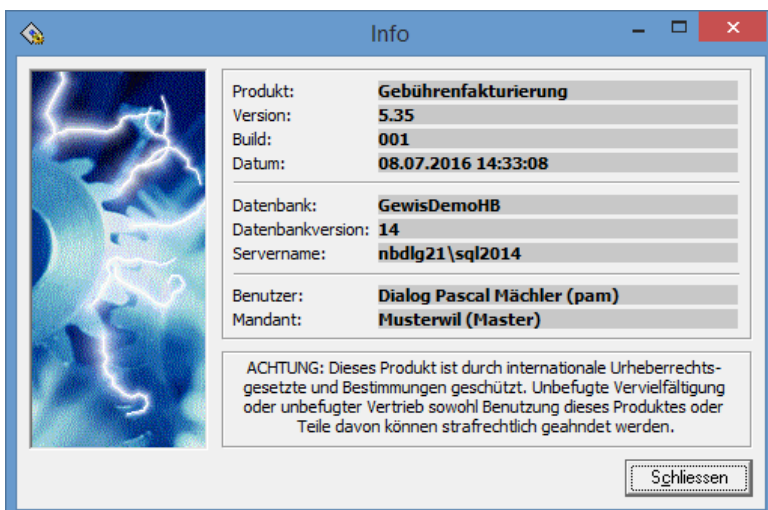 Info
Produkt: Gebührenfakturierung
Version: 5.35
Build: 001
Datum: 08.07.2016 14:33:08
Datenbank: GewisDemoHB
Datenbankversion: 14
Servername: nbdlg21\sql2014
Benutzer: Dialog Pascal Mächler (pam)
Mandant: Musterwil (Master)
ACHTUNG: Dieses Produkt ist durch internationale Urheberrechts-
gesetzte und Bestimmungen geschützt. Unbefugte Vervielfältigung
oder unbefugter Vertrieb sowohl Benutzung dieses Produktes oder
Teile davon können strafrechtlich geahndet werden.
Schliessen